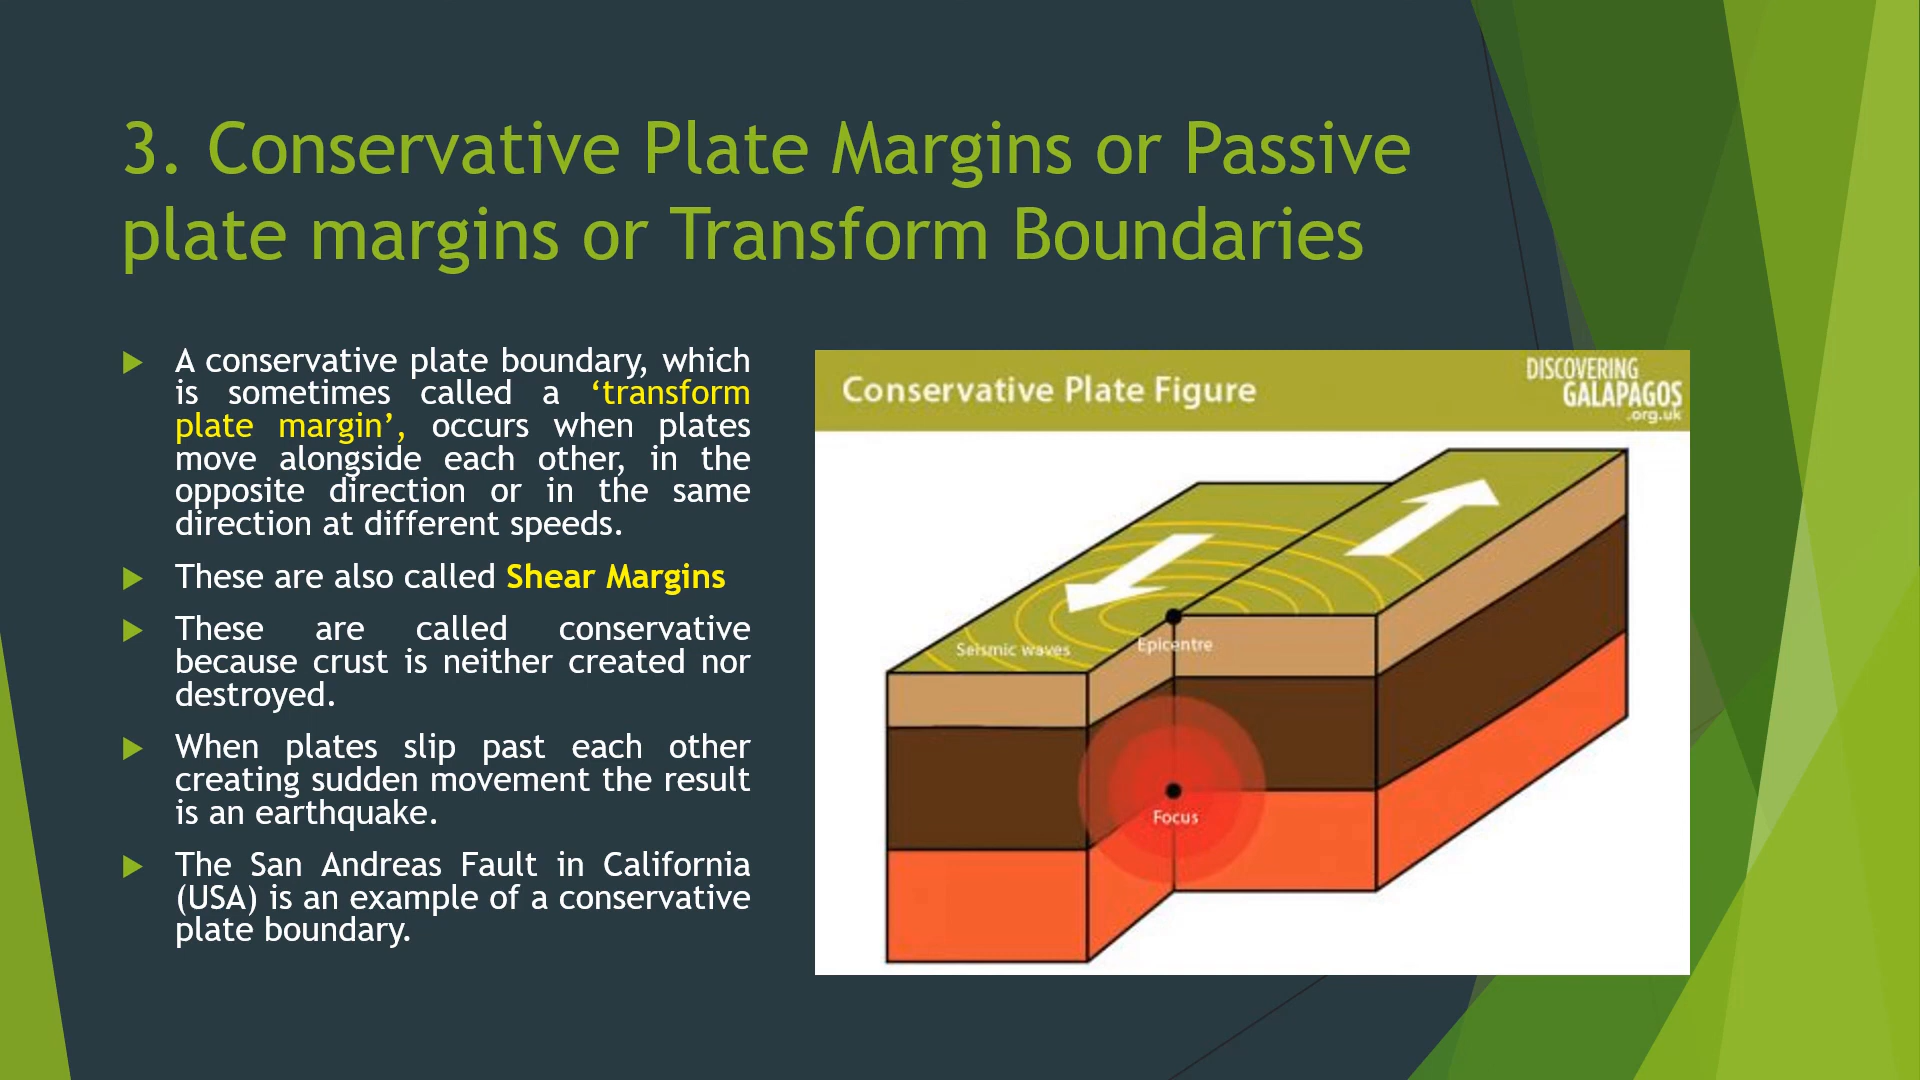 3. Conservative Plate Margins or Passive
plate margins or Transform Boundaries
A conservative plate boundary, which
is sometimes called a ‘transform
plate margin’, occurs when plates
move alongside each other, in the
opposite direction or in the same
direction at different speeds.
These are also called Shear Margins
These are called conservative
because crust is neither created nor
destroyed.
When plates slip past each other
creating sudden movement the result
is an earthquake.
The San Andreas Fault in California
(USA) is an example of a conservative
plate boundary.
Conservative Plate Figure
DISCOVERING
GALAPAGOS
.org.uk
Seismic waves
Epicentre
Focus